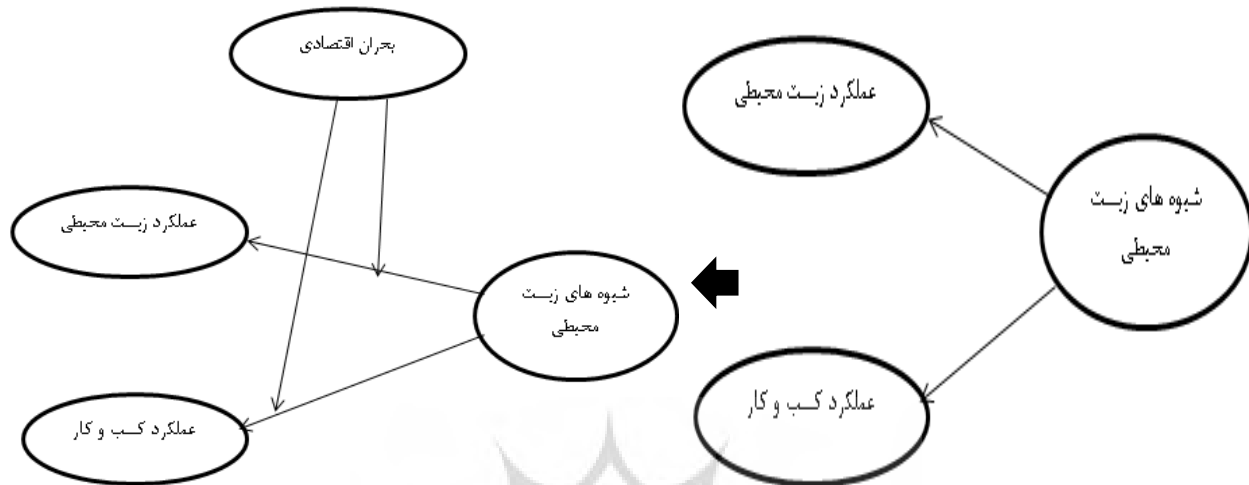 عملکرد زیست محیطی
شیوه های زیست
محیطی
عملکرد کسب و کار
بحران اقتصادی
عملکرد زیست محیطی
شیوه های زیست
محیطی
عملکرد کسب و کار